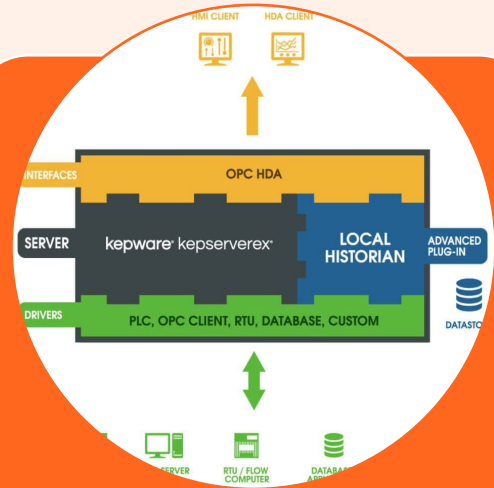 HMI CLIENT
HDA CLIENT
INTERFACES
OPC HDA
SERVER
kepware® kepserverex®
LOCAL
HISTORIAN
ADVANCED
PLUG-IN
DRIVERS
PLC, OPC CLIENT, RTU, DATABASE, CUSTOM
RTU / FLOW
COMPUTER